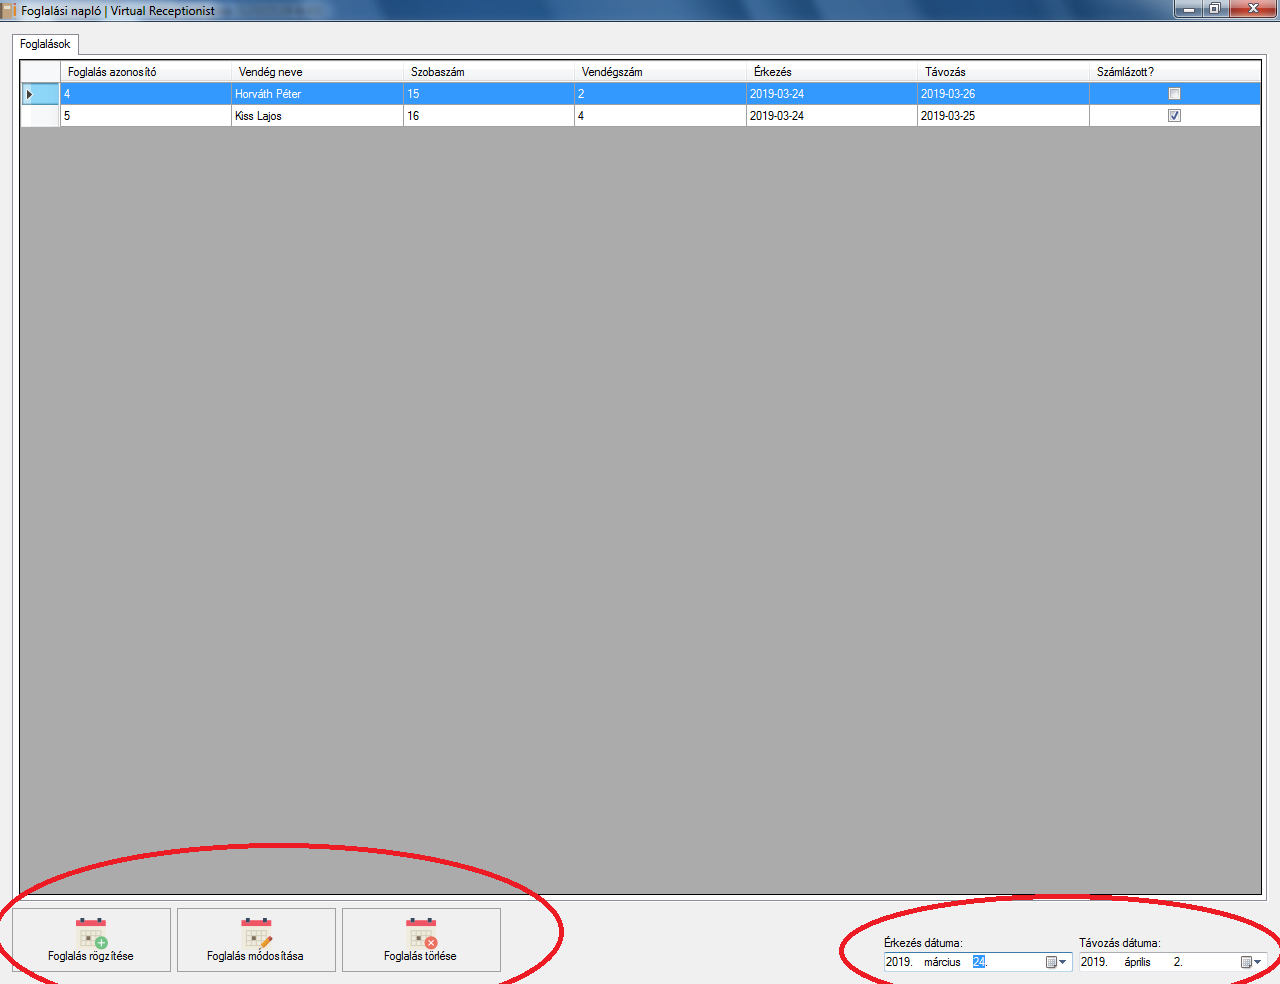 Foglalási napló | Virtual Receptionist
Foglalások
Foglalás azonosító Vendég neve Szobaszám Vendégszám Érkezés Távozás Számlázott?
4 Horváth Péter 15 2 2019-03-24 2019-03-26
5 Kiss Lajos 16 4 2019-03-24 2019-03-25
Foglalás rögzítése Foglalás módosítása Foglalás törlése
Érkezés dátuma: Távozás dátuma:
2019. március 24. 2019. április 2.